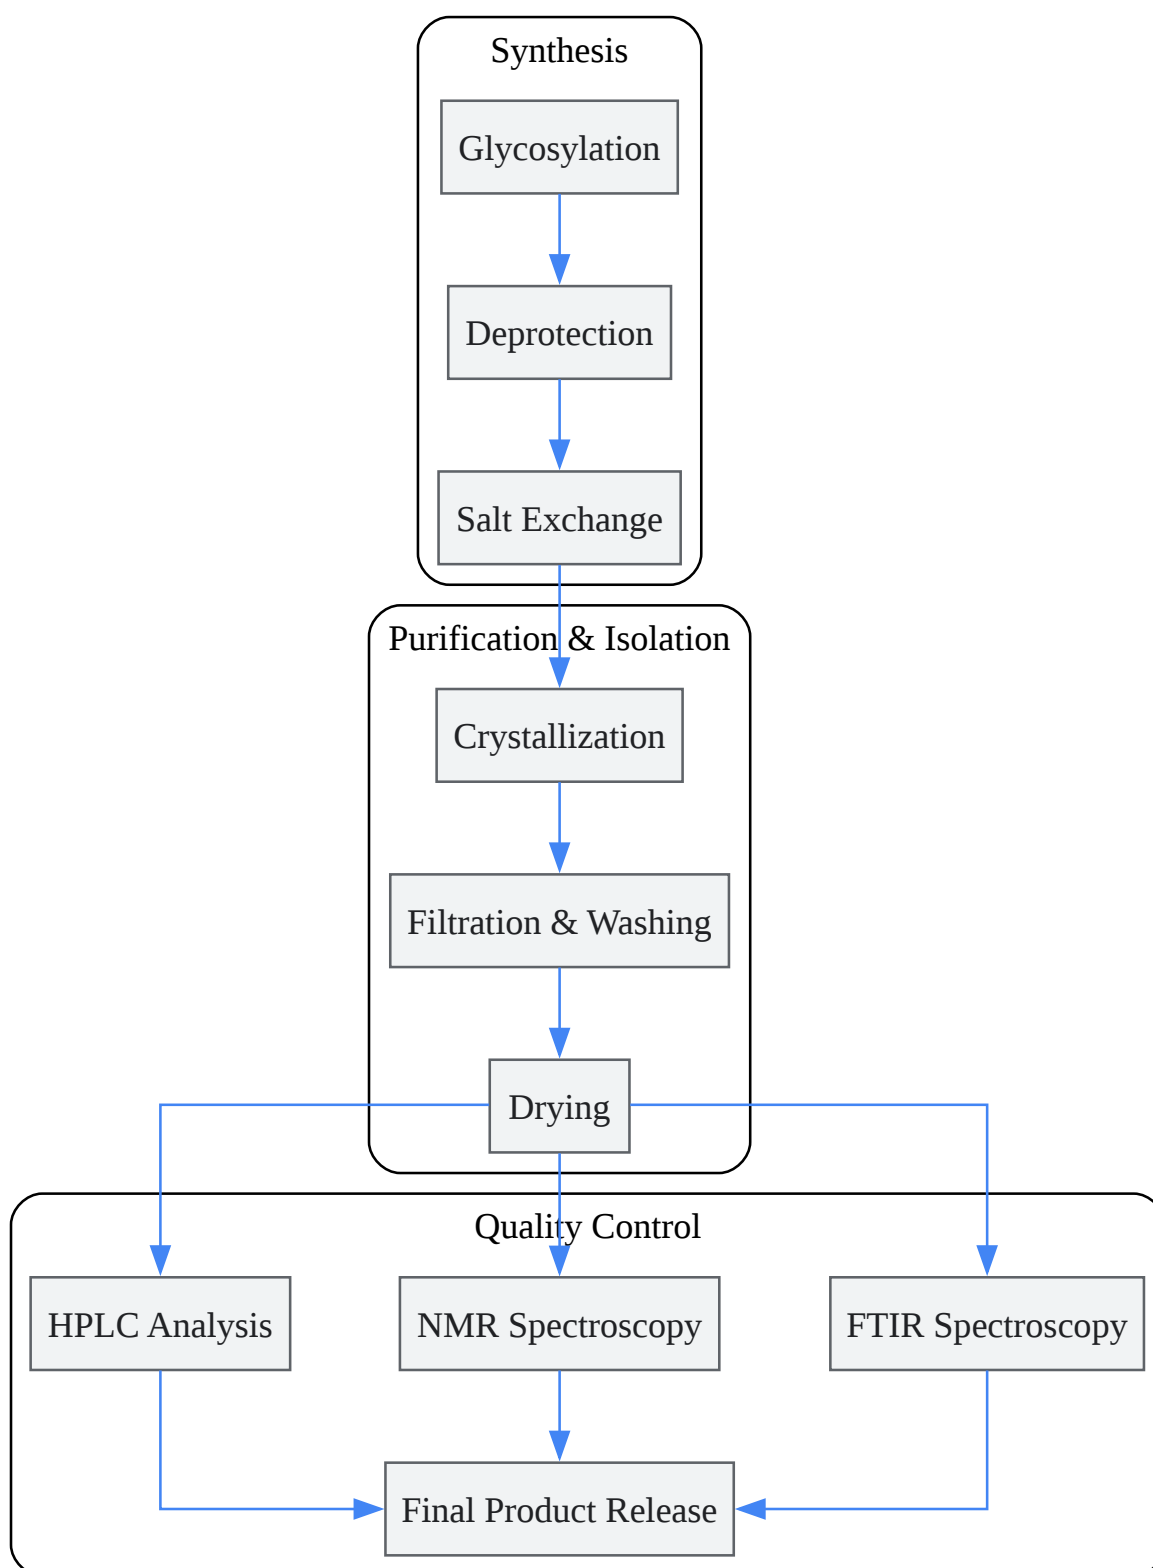 Synthesis
Glycosylation
Deprotection
Salt Exchange
Purification & Isolation
Crystallization
Filtration & Washing
Drying
Quality Control
HPLC Analysis
NMR Spectroscopy
FTIR Spectroscopy
Final Product Release